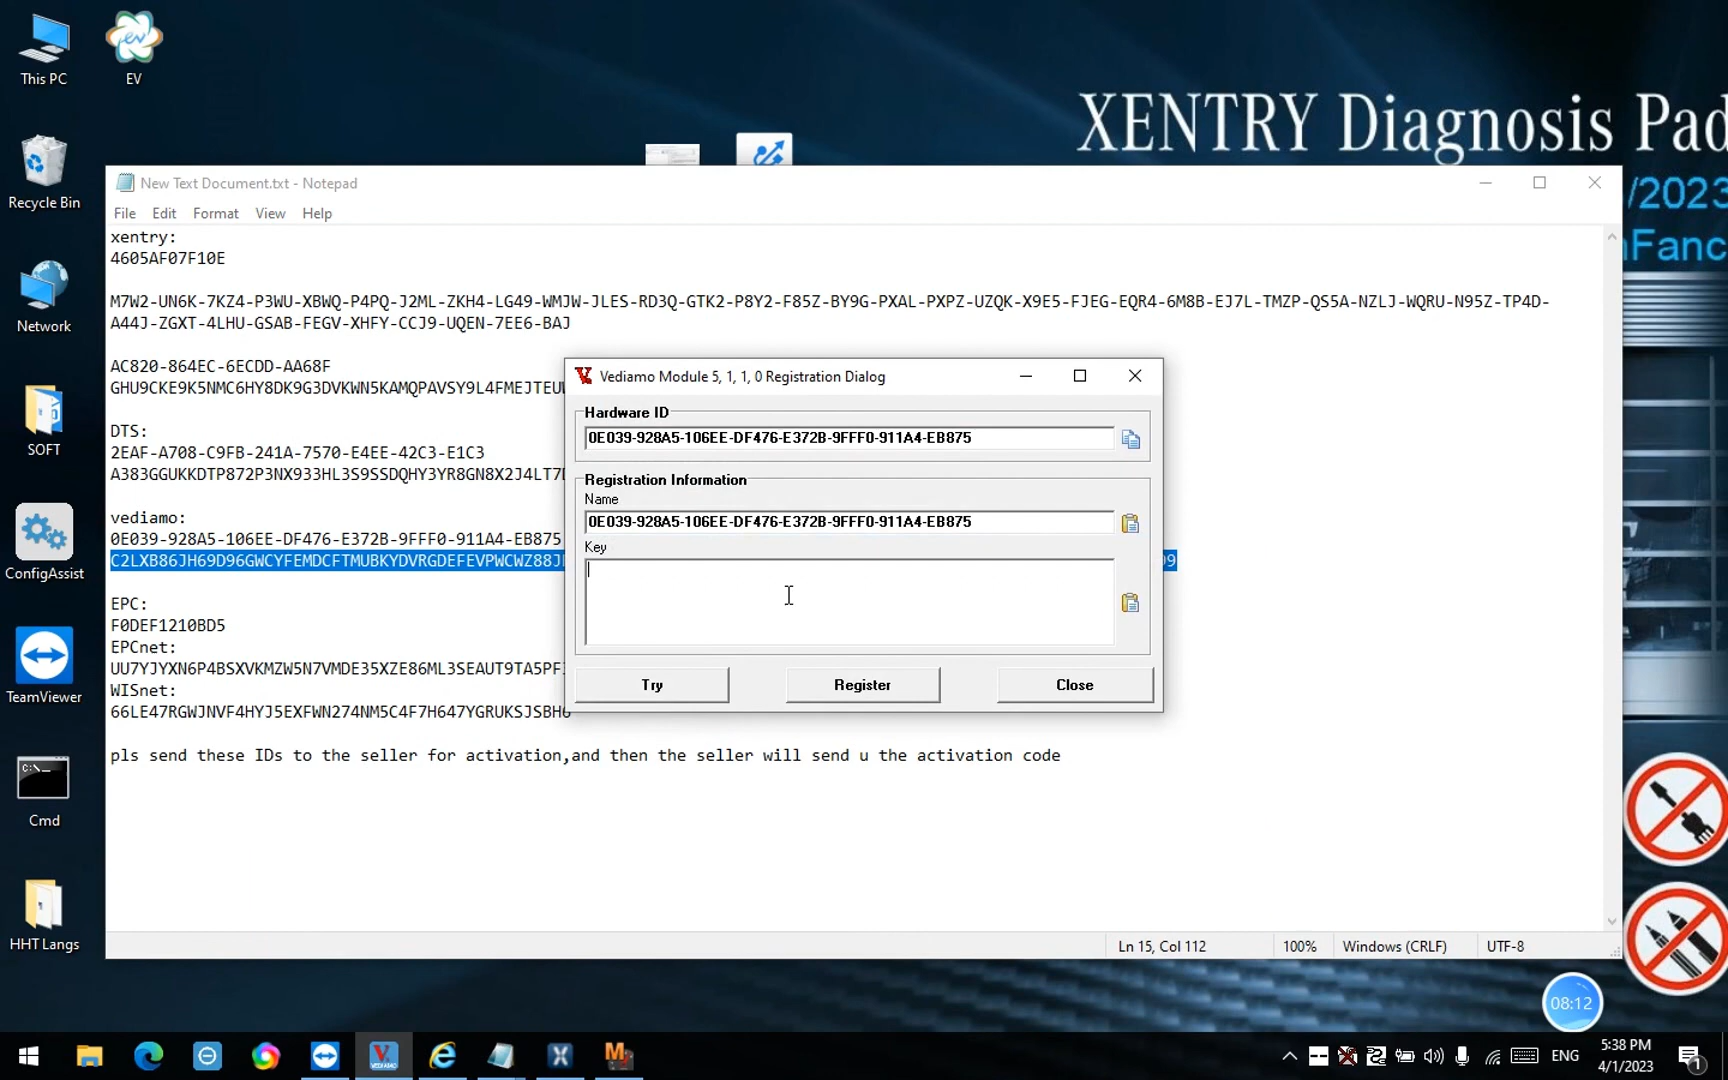 This PC
EV
Recycle Bin
Network
SOFT
ConfigAssist
TeamViewer
Cmd
HHT Langs
XENTRY Diagnosis Pad
/2023
Fanc
New Text Document.txt - Notepad
File Edit Format View Help
xentry:
4605AF07F10E
M7W2-UN6K-7KZ4-P3WU-XBWQ-P4PQ-J2ML-ZKH4-LG49-WMJW-JLES-RD3Q-GTK2-P8Y2-F85Z-BY9G-PXAL-PXPZ-UZQK-X9E5-FJEG-EQR4-6M8B-EJ7L-TMZP-QS5A-NZLJ-WQRU-N95Z-TP4D-
A44J-ZGXT-4LHU-GSAB-FEGV-XHFY-CCJ9-UQEN-7EE6-BAJ
AC820-864EC-6ECDD-AA68F
GHU9CKE9K5NMC6HY8DK9G3DVKWN5KAMQPAVSY9L4FMEJTEU
DTS:
2EAF-A708-C9FB-241A-7570-E4EE-42C3-E1C3
A383GGUKKDTP872P3NX933HL3S9SSDQHY3YR8GN8X2J4LT7
vediamo:
0E039-928A5-106EE-DF476-E372B-9FFF0-911A4-EB875
C2LXB86JH69D96GWCYFEMDCFTMUBKYDVRGDEFEVPWCWZ88J
9
EPC:
F0DEF1210BD5
EPCnet:
UU7YJYXN6P4BSXVKMZW5N7VMDE35XZE86ML3SEAUT9TA5PF
WISnet:
66LE47RGWJNVF4HYJ5EXFWN274NM5C4F7H647YGRUKSJSBH6
pls send these IDs to the seller for activation,and then the seller will send u the activation code
Vediamo Module 5, 1, 1, 0 Registration Dialog
Hardware ID
0E039-928A5-106EE-DF476-E372B-9FFF0-911A4-EB875
Registration Information
Name
0E039-928A5-106EE-DF476-E372B-9FFF0-911A4-EB875
Key
Try Register Close
Ln 15, Col 112 100% Windows (CRLF) UTF-8
08:12
ENG
5:38 PM
4/1/2023
1